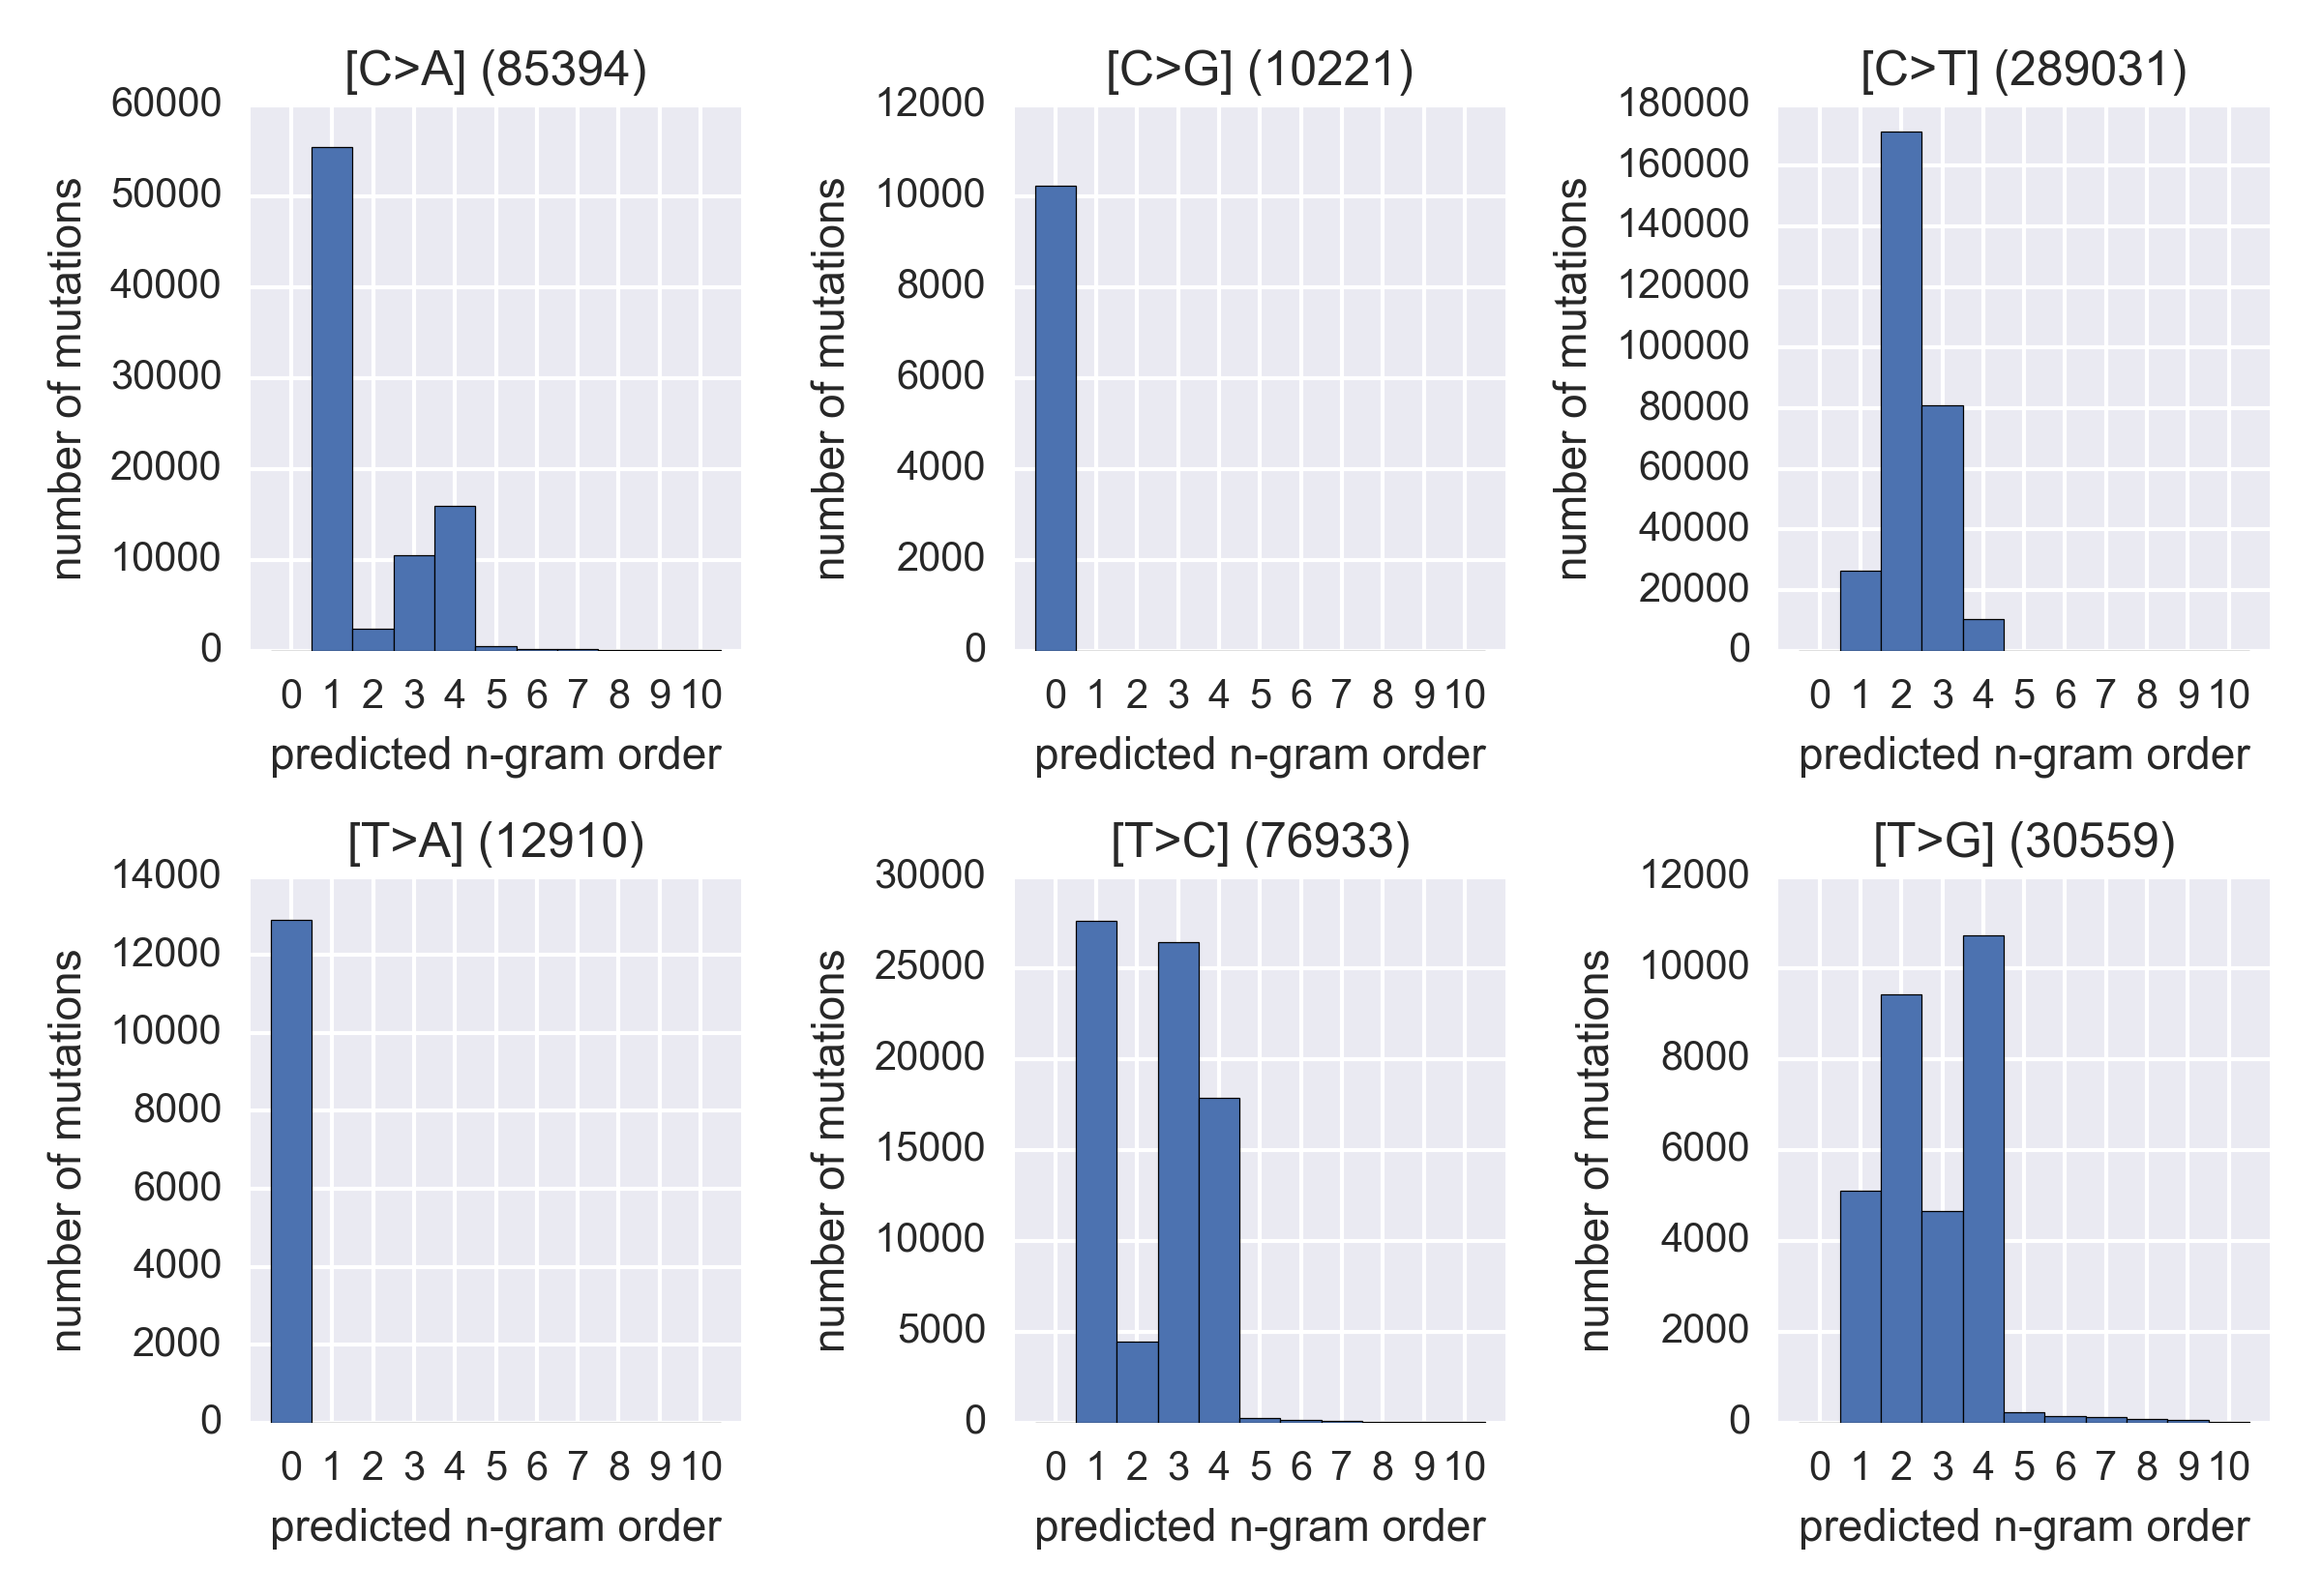 [C>A] (85394)
60000
50000
40000
30000
20000
10000
0
number of mutations
0 1 2 3 4 5 6 7 8 9 10
predicted n-gram order
[C>G] (10221)
12000
10000
8000
6000
4000
2000
0
number of mutations
0 1 2 3 4 5 6 7 8 9 10
predicted n-gram order
[C>T] (289031)
180000
160000
140000
120000
100000
80000
60000
40000
20000
0
number of mutations
0 1 2 3 4 5 6 7 8 9 10
predicted n-gram order
[T>A] (12910)
14000
12000
10000
8000
6000
4000
2000
0
number of mutations
0 1 2 3 4 5 6 7 8 9 10
predicted n-gram order
[T>C] (76933)
30000
25000
20000
15000
10000
5000
0
number of mutations
0 1 2 3 4 5 6 7 8 9 10
predicted n-gram order
[T>G] (30559)
12000
10000
8000
6000
4000
2000
0
number of mutations
0 1 2 3 4 5 6 7 8 9 10
predicted n-gram order